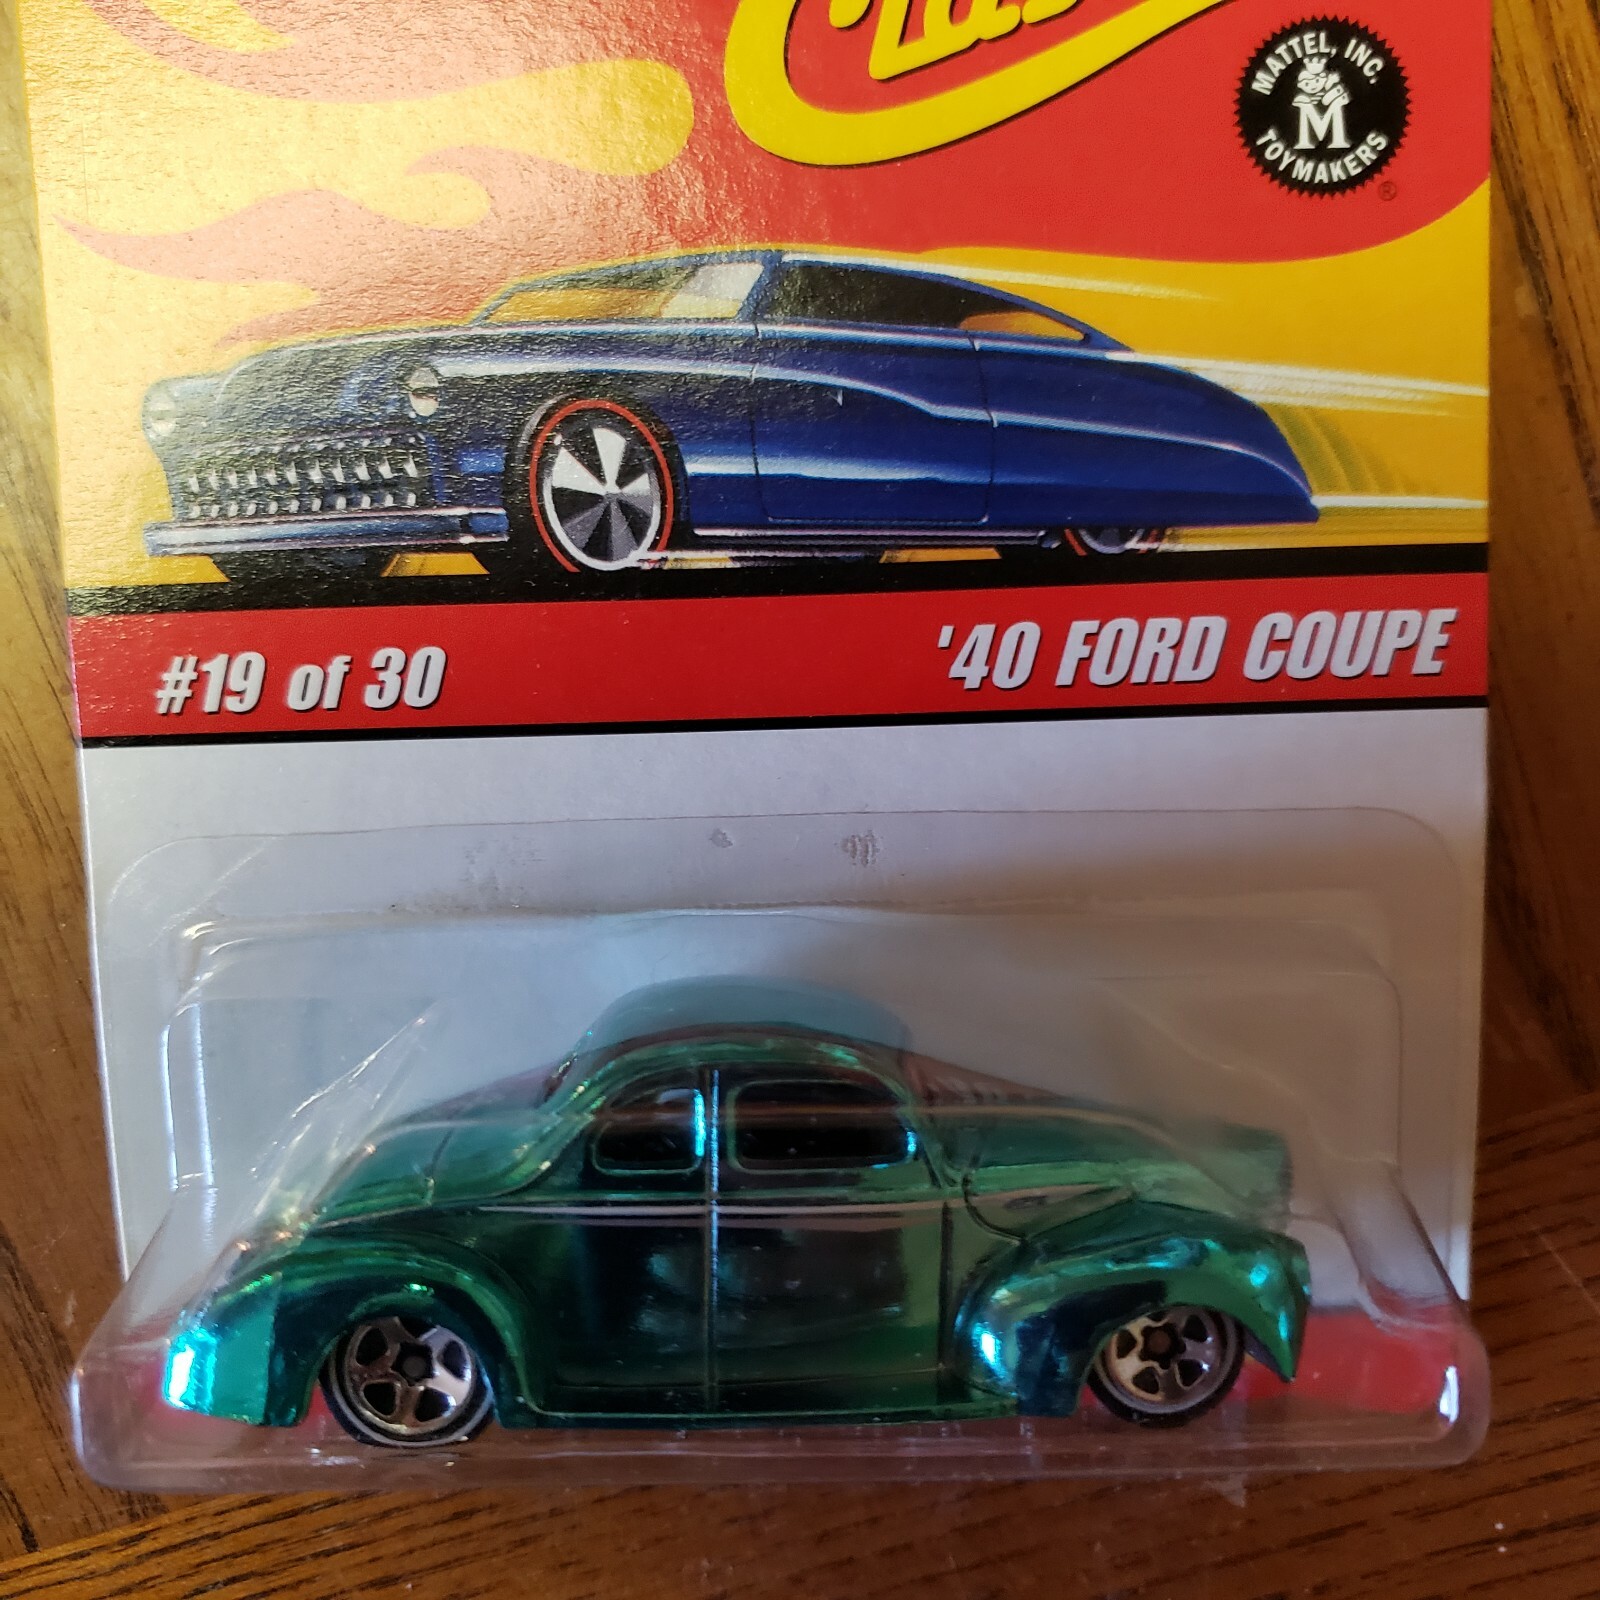 MATTEL, INC.
M
TOYMAKERS
®
#19 of 30
'40 FORD COUPE